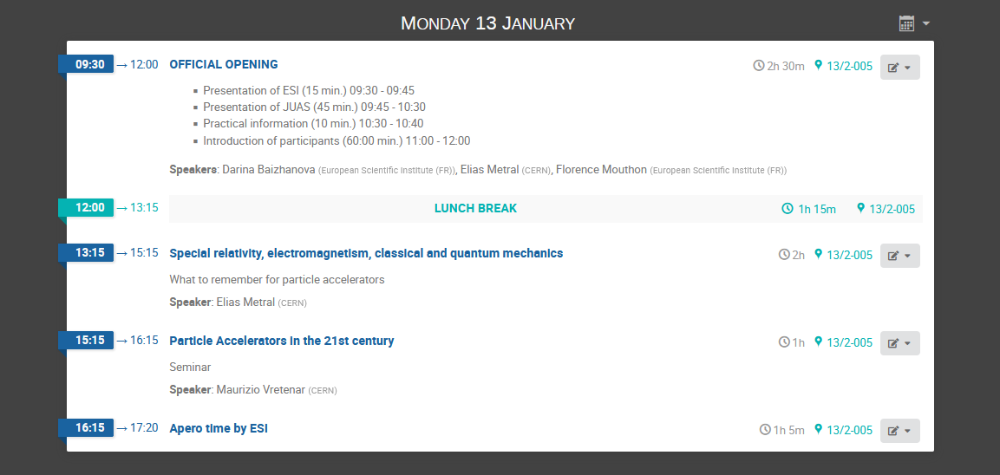 MONDAY 13 JANUARY
09:30 → 12:00 OFFICIAL OPENING 2h 30m 13/2-005
▪ Presentation of ESI (15 min.) 09:30 - 09:45
▪ Presentation of JUAS (45 min.) 09:45 - 10:30
▪ Practical information (10 min.) 10:30 - 10:40
▪ Introduction of participants (60:00 min.) 11:00 - 12:00
Speakers: Darina Baizhanova (European Scientific Institute (FR)), Elias Metral (CERN), Florence Mouthon (European Scientific Institute (FR))
12:00 → 13:15 LUNCH BREAK 1h 15m 13/2-005
13:15 → 15:15 Special relativity, electromagnetism, classical and quantum mechanics 2h 13/2-005
What to remember for particle accelerators
Speaker: Elias Metral (CERN)
15:15 → 16:15 Particle Accelerators in the 21st century 1h 13/2-005
Seminar
Speaker: Maurizio Vretenar (CERN)
16:15 → 17:20 Apero time by ESI 1h 5m 13/2-005